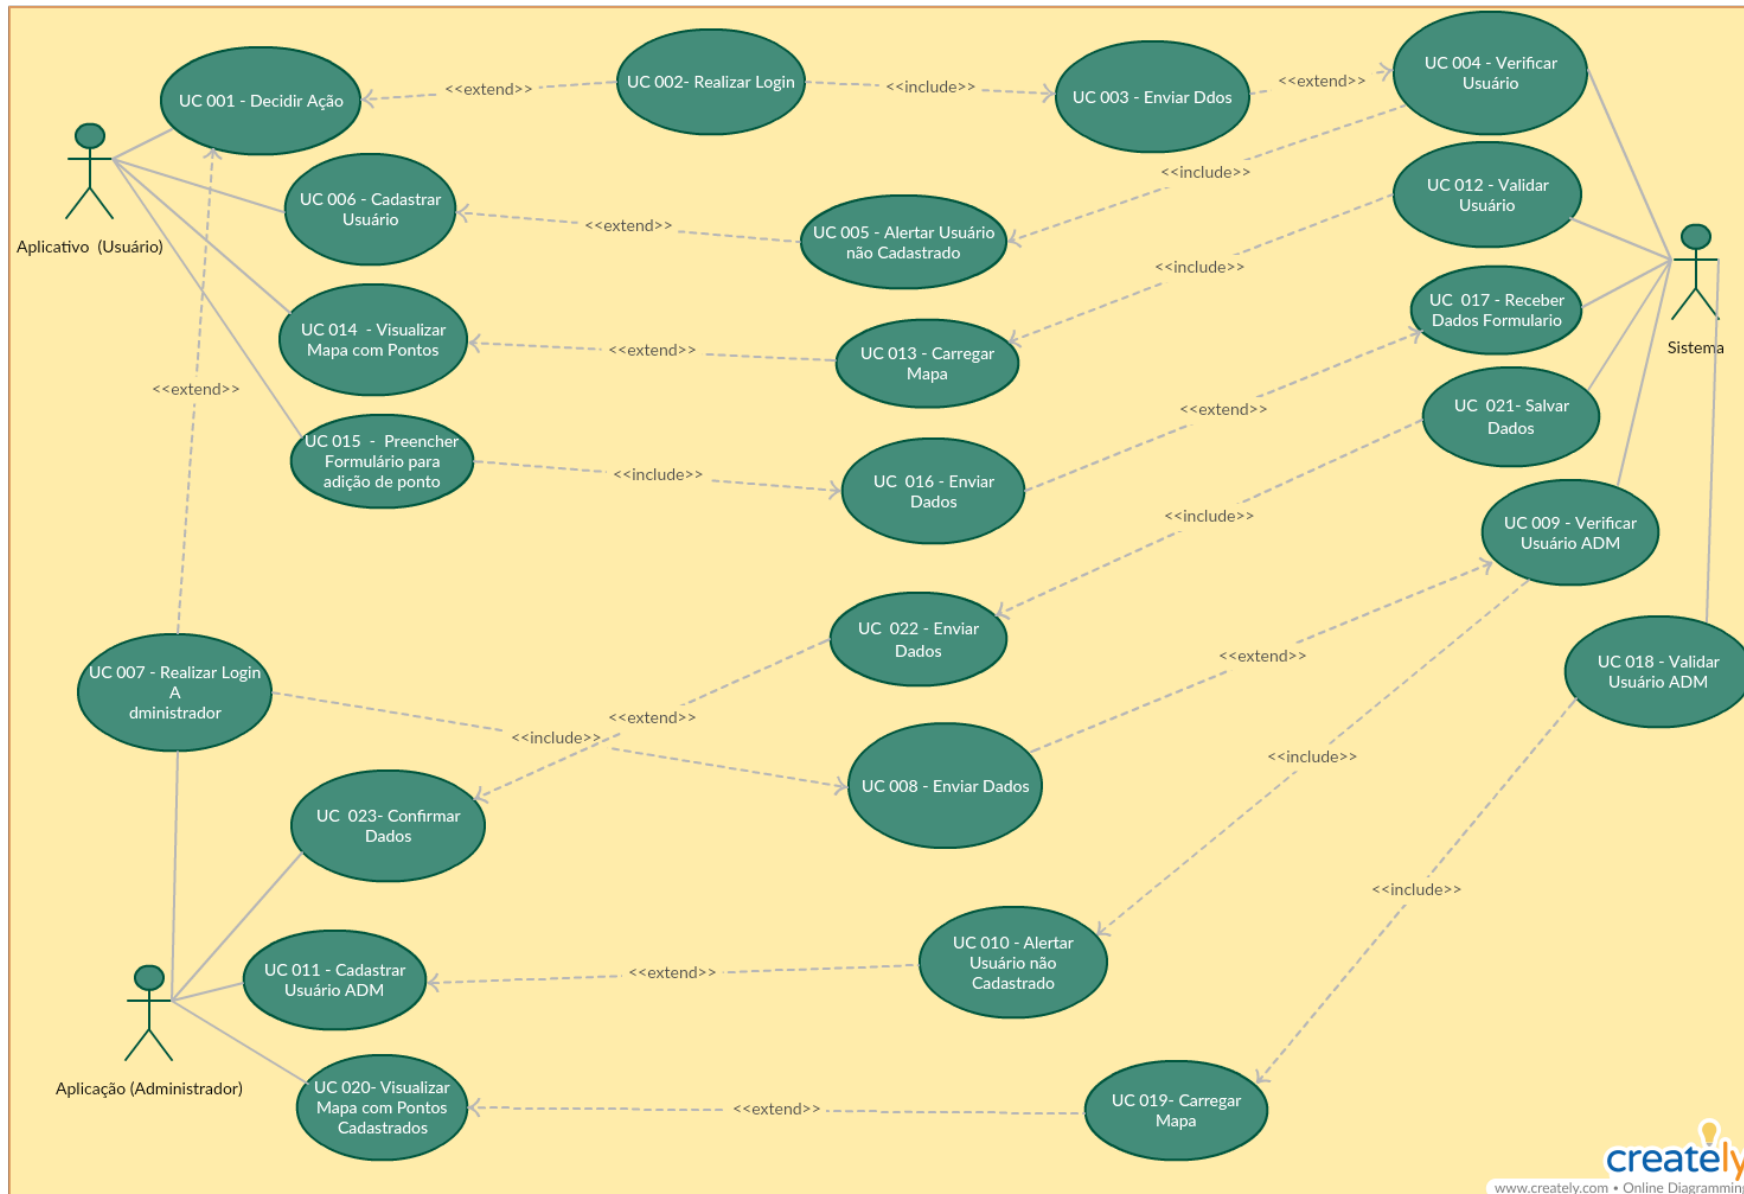 UC 001 - Decidir Ação
<<extend>>
UC 002- Realizar Login
<<include>>
UC 003 - Enviar Ddos
<<extend>>
UC 004 - Verificar
Usuário
Aplicativo  (Usuário)
UC 006 - Cadastrar
Usuário
<<extend>>
UC 005 - Alertar Usuário
não Cadastrado
<<include>>
UC 012 - Validar
Usuário
<<include>>
UC 014  - Visualizar
Mapa com Pontos
<<extend>>
UC 013 - Carregar
Mapa
UC  017 - Receber
Dados Formulario
Sistema
<<extend>>
UC 015  -  Preencher
Formulário para
adição de ponto
<<include>>
UC  016 - Enviar
Dados
<<extend>>
UC  021- Salvar
Dados
<<include>>
UC 009 - Verificar
Usuário ADM
UC  022 - Enviar
Dados
<<extend>>
UC 018 - Validar
Usuário ADM
UC 007 - Realizar Login
A
dministrador
<<extend>>
<<include>>
UC 008 - Enviar Dados
<<include>>
UC  023- Confirmar
Dados
<<include>>
UC 010 - Alertar
Usuário não
Cadastrado
<<extend>>
UC 011 - Cadastrar
Usuário ADM
Aplicação (Administrador)
UC 020- Visualizar
Mapa com Pontos
Cadastrados
<<extend>>
UC 019- Carregar
Mapa
creately
www.creately.com • Online Diagramming